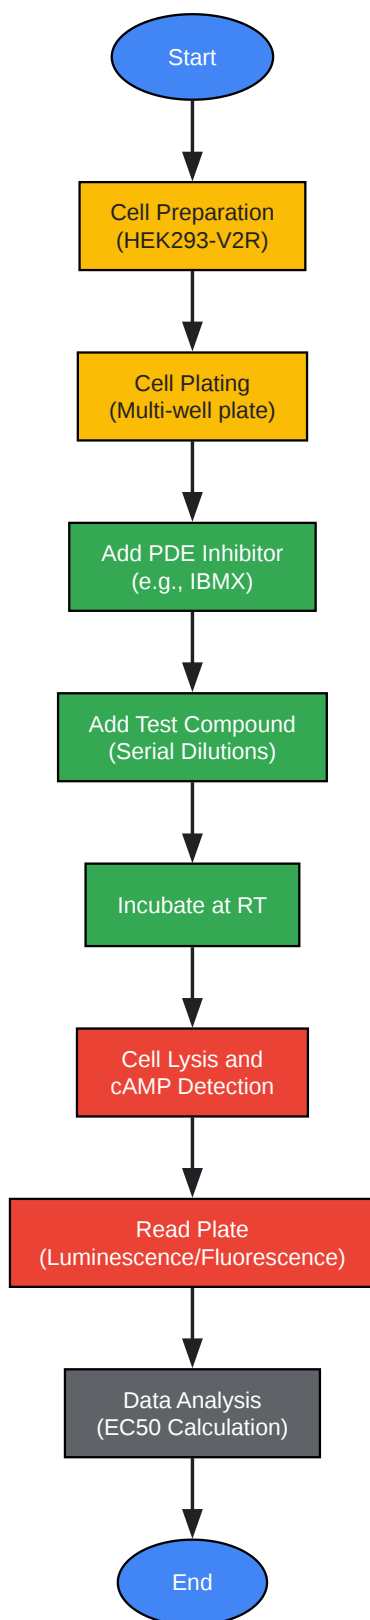 Start
Cell Preparation
(HEK293-V2R)
Cell Plating
(Multi-well plate)
Add PDE Inhibitor
(e.g., IBMX)
Add Test Compound
(Serial Dilutions)
Incubate at RT
Cell Lysis and
cAMP Detection
Read Plate
(Luminescence/Fluorescence)
Data Analysis
(EC50 Calculation)
End